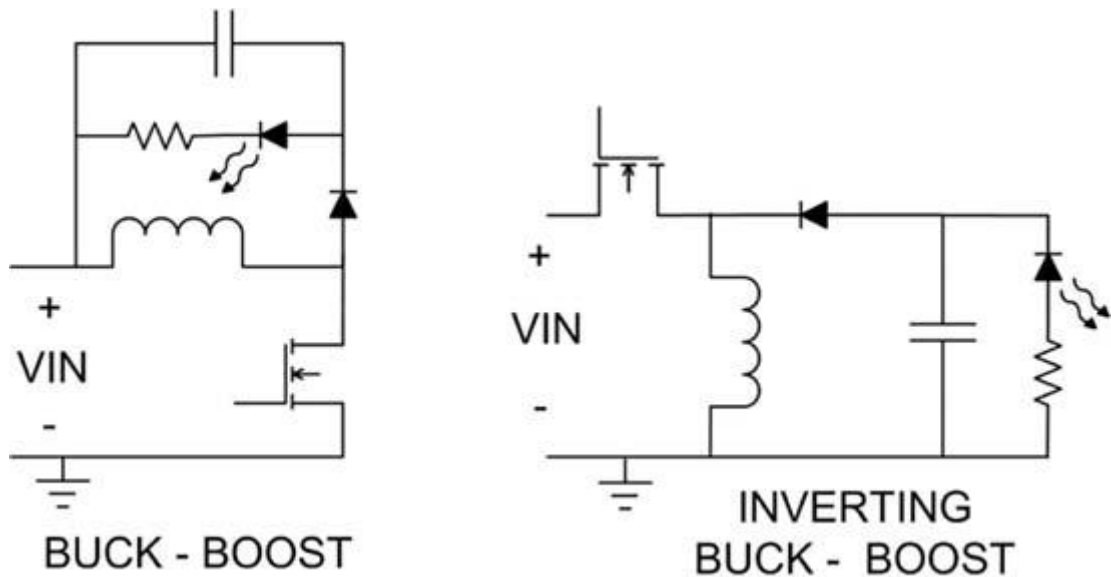 +
VIN
-
BUCK - BOOST
+
VIN
-
INVERTING
BUCK - BOOST